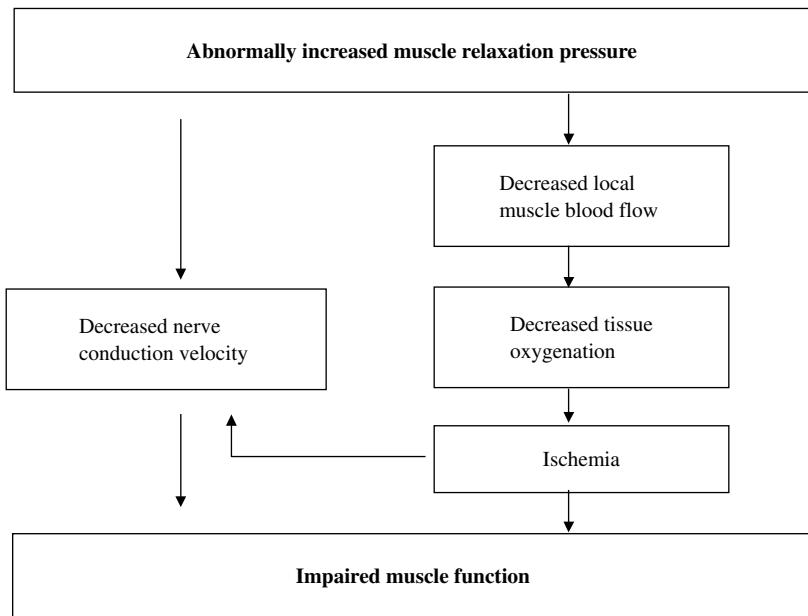 Abnormally increased muscle relaxation pressure
Decreased local
muscle blood flow
Decreased nerve
conduction velocity
Decreased tissue
oxygenation
Ischemia
Impaired muscle function